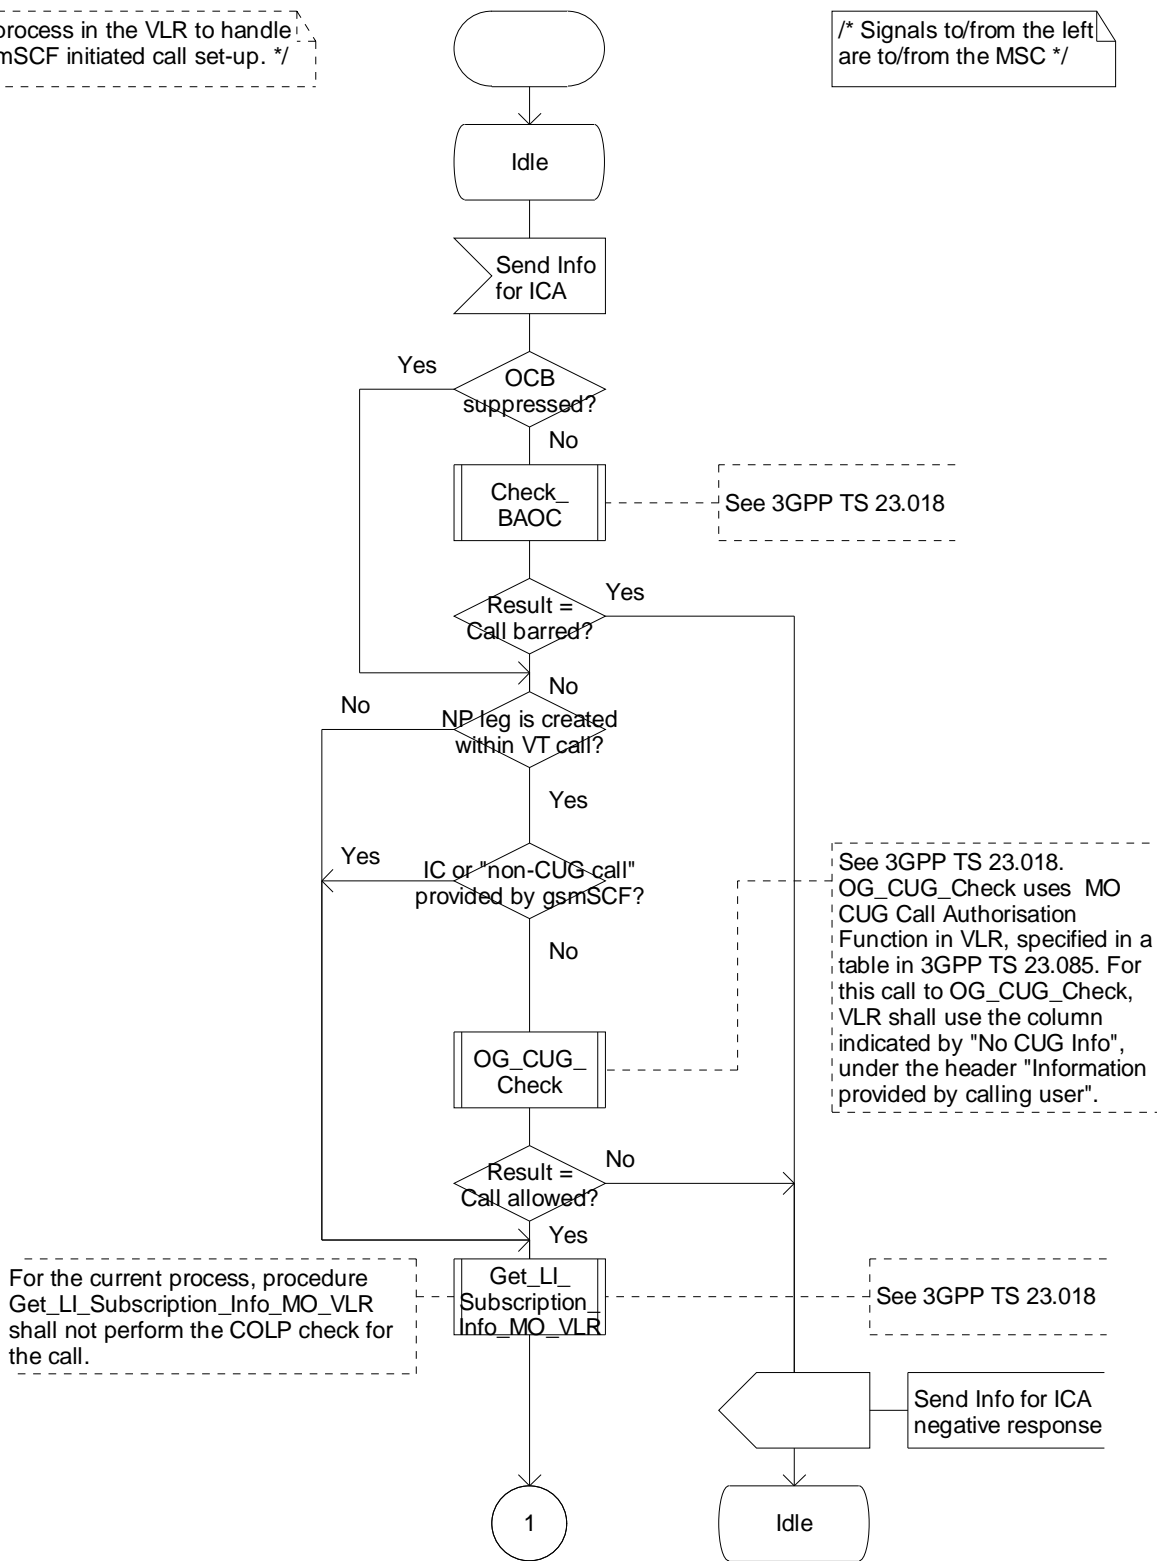 process in the VLR to handle
mSCF initiated call set-up. */
/* Signals to/from the left
are to/from the MSC */
Idle
Send Info
for ICA
Yes
OCB
suppressed?
No
Check_
BAOC
See 3GPP TS 23.018
Result =
Call barred?
Yes
No
No
NP leg is created
within VT call?
Yes
Yes
IC or "non-CUG call"
provided by gsmSCF?
No
See 3GPP TS 23.018.
OG_CUG_Check uses MO
CUG Call Authorisation
Function in VLR, specified in a
table in 3GPP TS 23.085. For
this call to OG_CUG_Check,
VLR shall use the column
indicated by "No CUG Info",
under the header "Information
provided by calling user".
OG_CUG_
Check
Result =
Call allowed?
No
Yes
For the current process, procedure
Get_LI_Subscription_Info_MO_VLR
shall not perform the COLP check for
the call.
Get_LI_
Subscription_
Info_MO_VLR
See 3GPP TS 23.018
Send Info for ICA
negative response
1
Idle